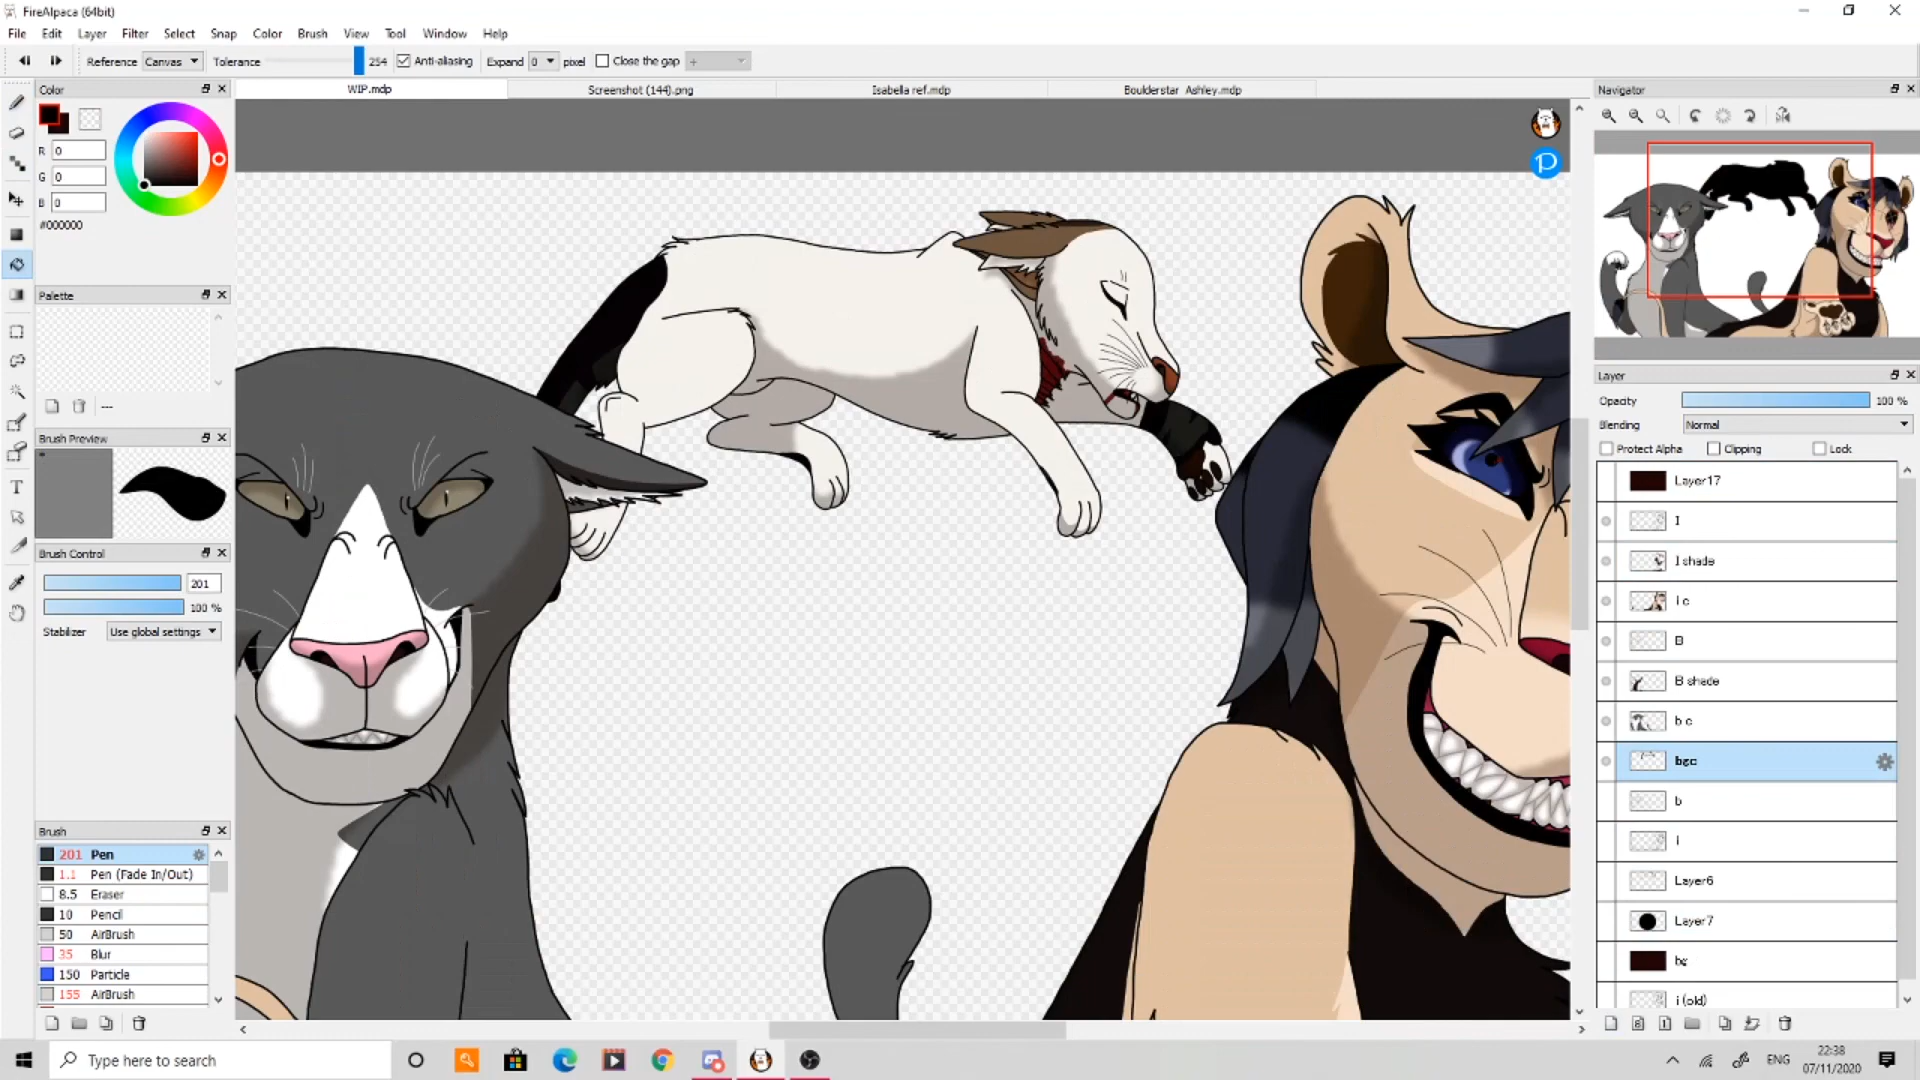 FireAlpaca (64bit)
File Edit Layer Filter Select Snap Color Brush View Tool Window Help
Reference Canvas Tolerance 254 Anti-aliasing Expand 0 pixel Close the gap +
Color
WIP.mdp
Screenshot (144).png
Isabella ref.mdp
Boulderstar Ashley.mdp
Navigator
R 0
G 0
B 0
#000000
Palette
---
Brush Preview
Brush Control
201
100 %
Stabilizer Use global settings
Brush
201 Pen
1.1 Pen (Fade In/Out)
8.5 Eraser
10 Pencil
50 AirBrush
35 Blur
150 Particle
155 AirBrush
Layer
Opacity 100 %
Blending Normal
Protect Alpha Clipping Lock
Layer17
I
I shade
i c
B
B shade
b c
bgc
b
i
Layer6
Layer7
bg
i (old)
Type here to search
ENG
22:38
07/11/2020